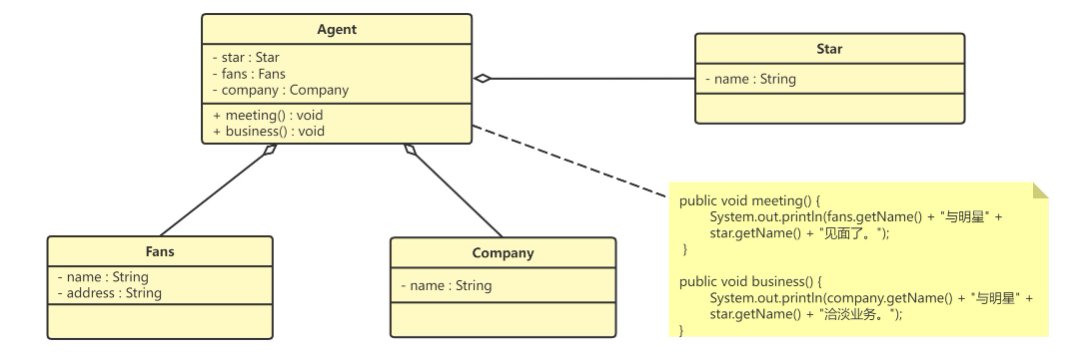 Agent
- star : Star
- fans : Fans
- company : Company
+ meeting() : void
+ business() : void
Star
- name : String
Fans
- name : String
- address : String
Company
- name : String
public void meeting() {
System.out.println(fans.getName() + "与明星" +
star.getName() + "见面了。");
}
public void business() {
System.out.println(company.getName() + "与明星" +
star.getName() + "洽淡业务。");
}